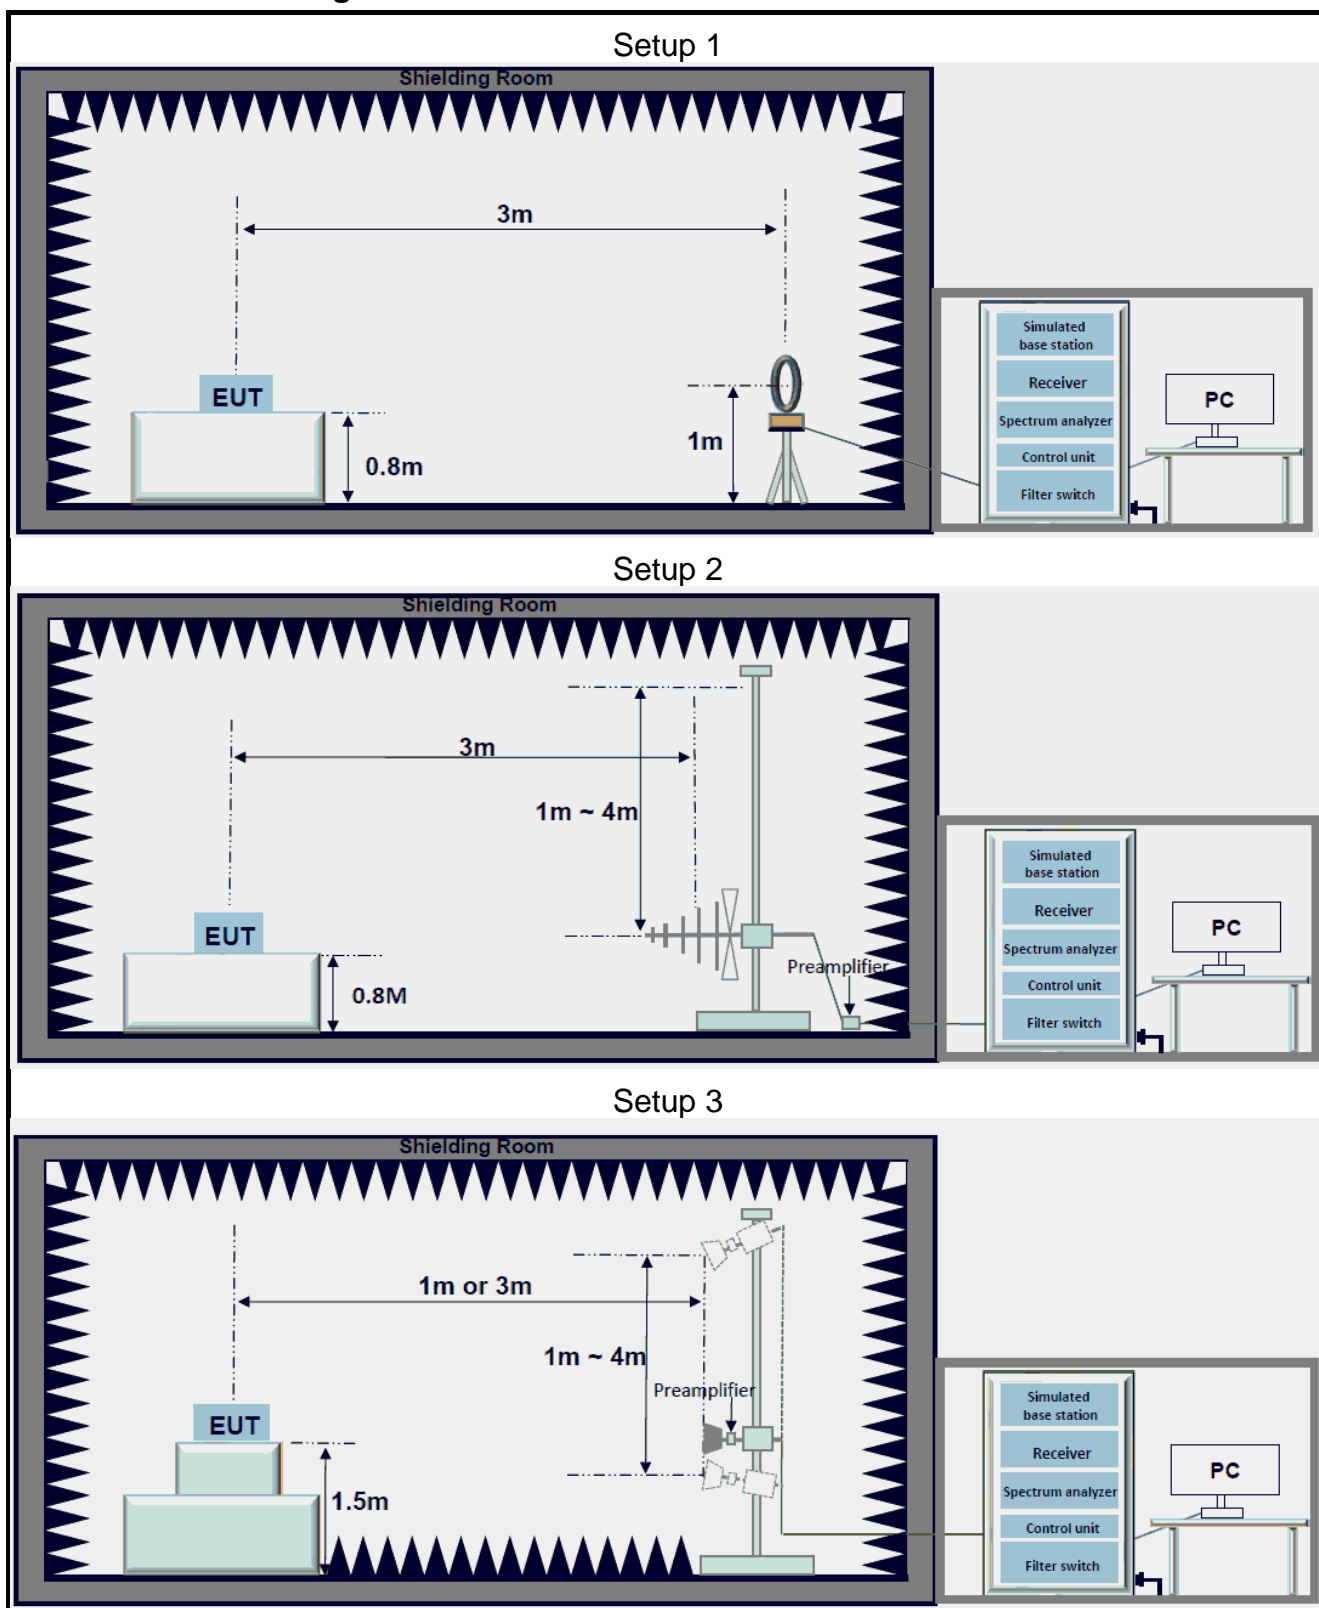 Setup 1
Shielding Room
3m
EUT
0.8m
1m
Simulated
base station
Receiver
Spectrum analyzer
Control unit
Filter switch
PC
Setup 2
Shielding Room
3m
1m ~ 4m
EUT
0.8M
Preamplifier
Simulated
base station
Receiver
Spectrum analyzer
Control unit
Filter switch
PC
Setup 3
Shielding Room
1m or 3m
1m ~ 4m
Preamplifier
EUT
1.5m
Simulated
base station
Receiver
Spectrum analyzer
Control unit
Filter switch
PC